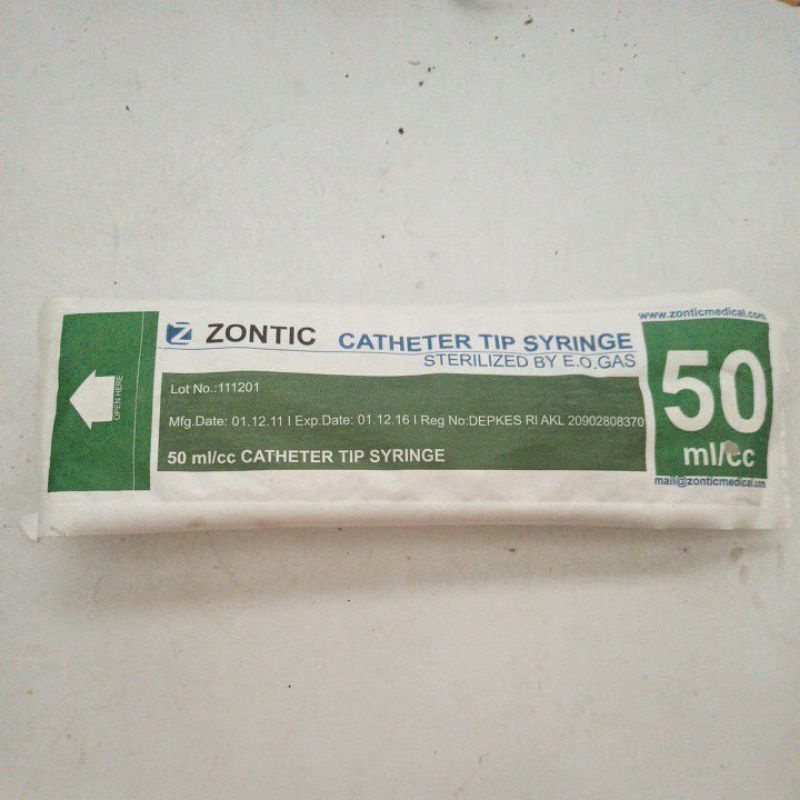 www.zonticmedical.com
Z ZONTIC CATHETER TIP SYRINGE
STERILIZED BY E.O.GAS
OPEN HERE
Lot No.:111201
Mfg.Date: 01.12.11 I Exp.Date: 01.12.16 I Reg No:DEPKES RI AKL 20902808370
50 ml/cc CATHETER TIP SYRINGE
50
ml/cc
mail@zonticmedical.com